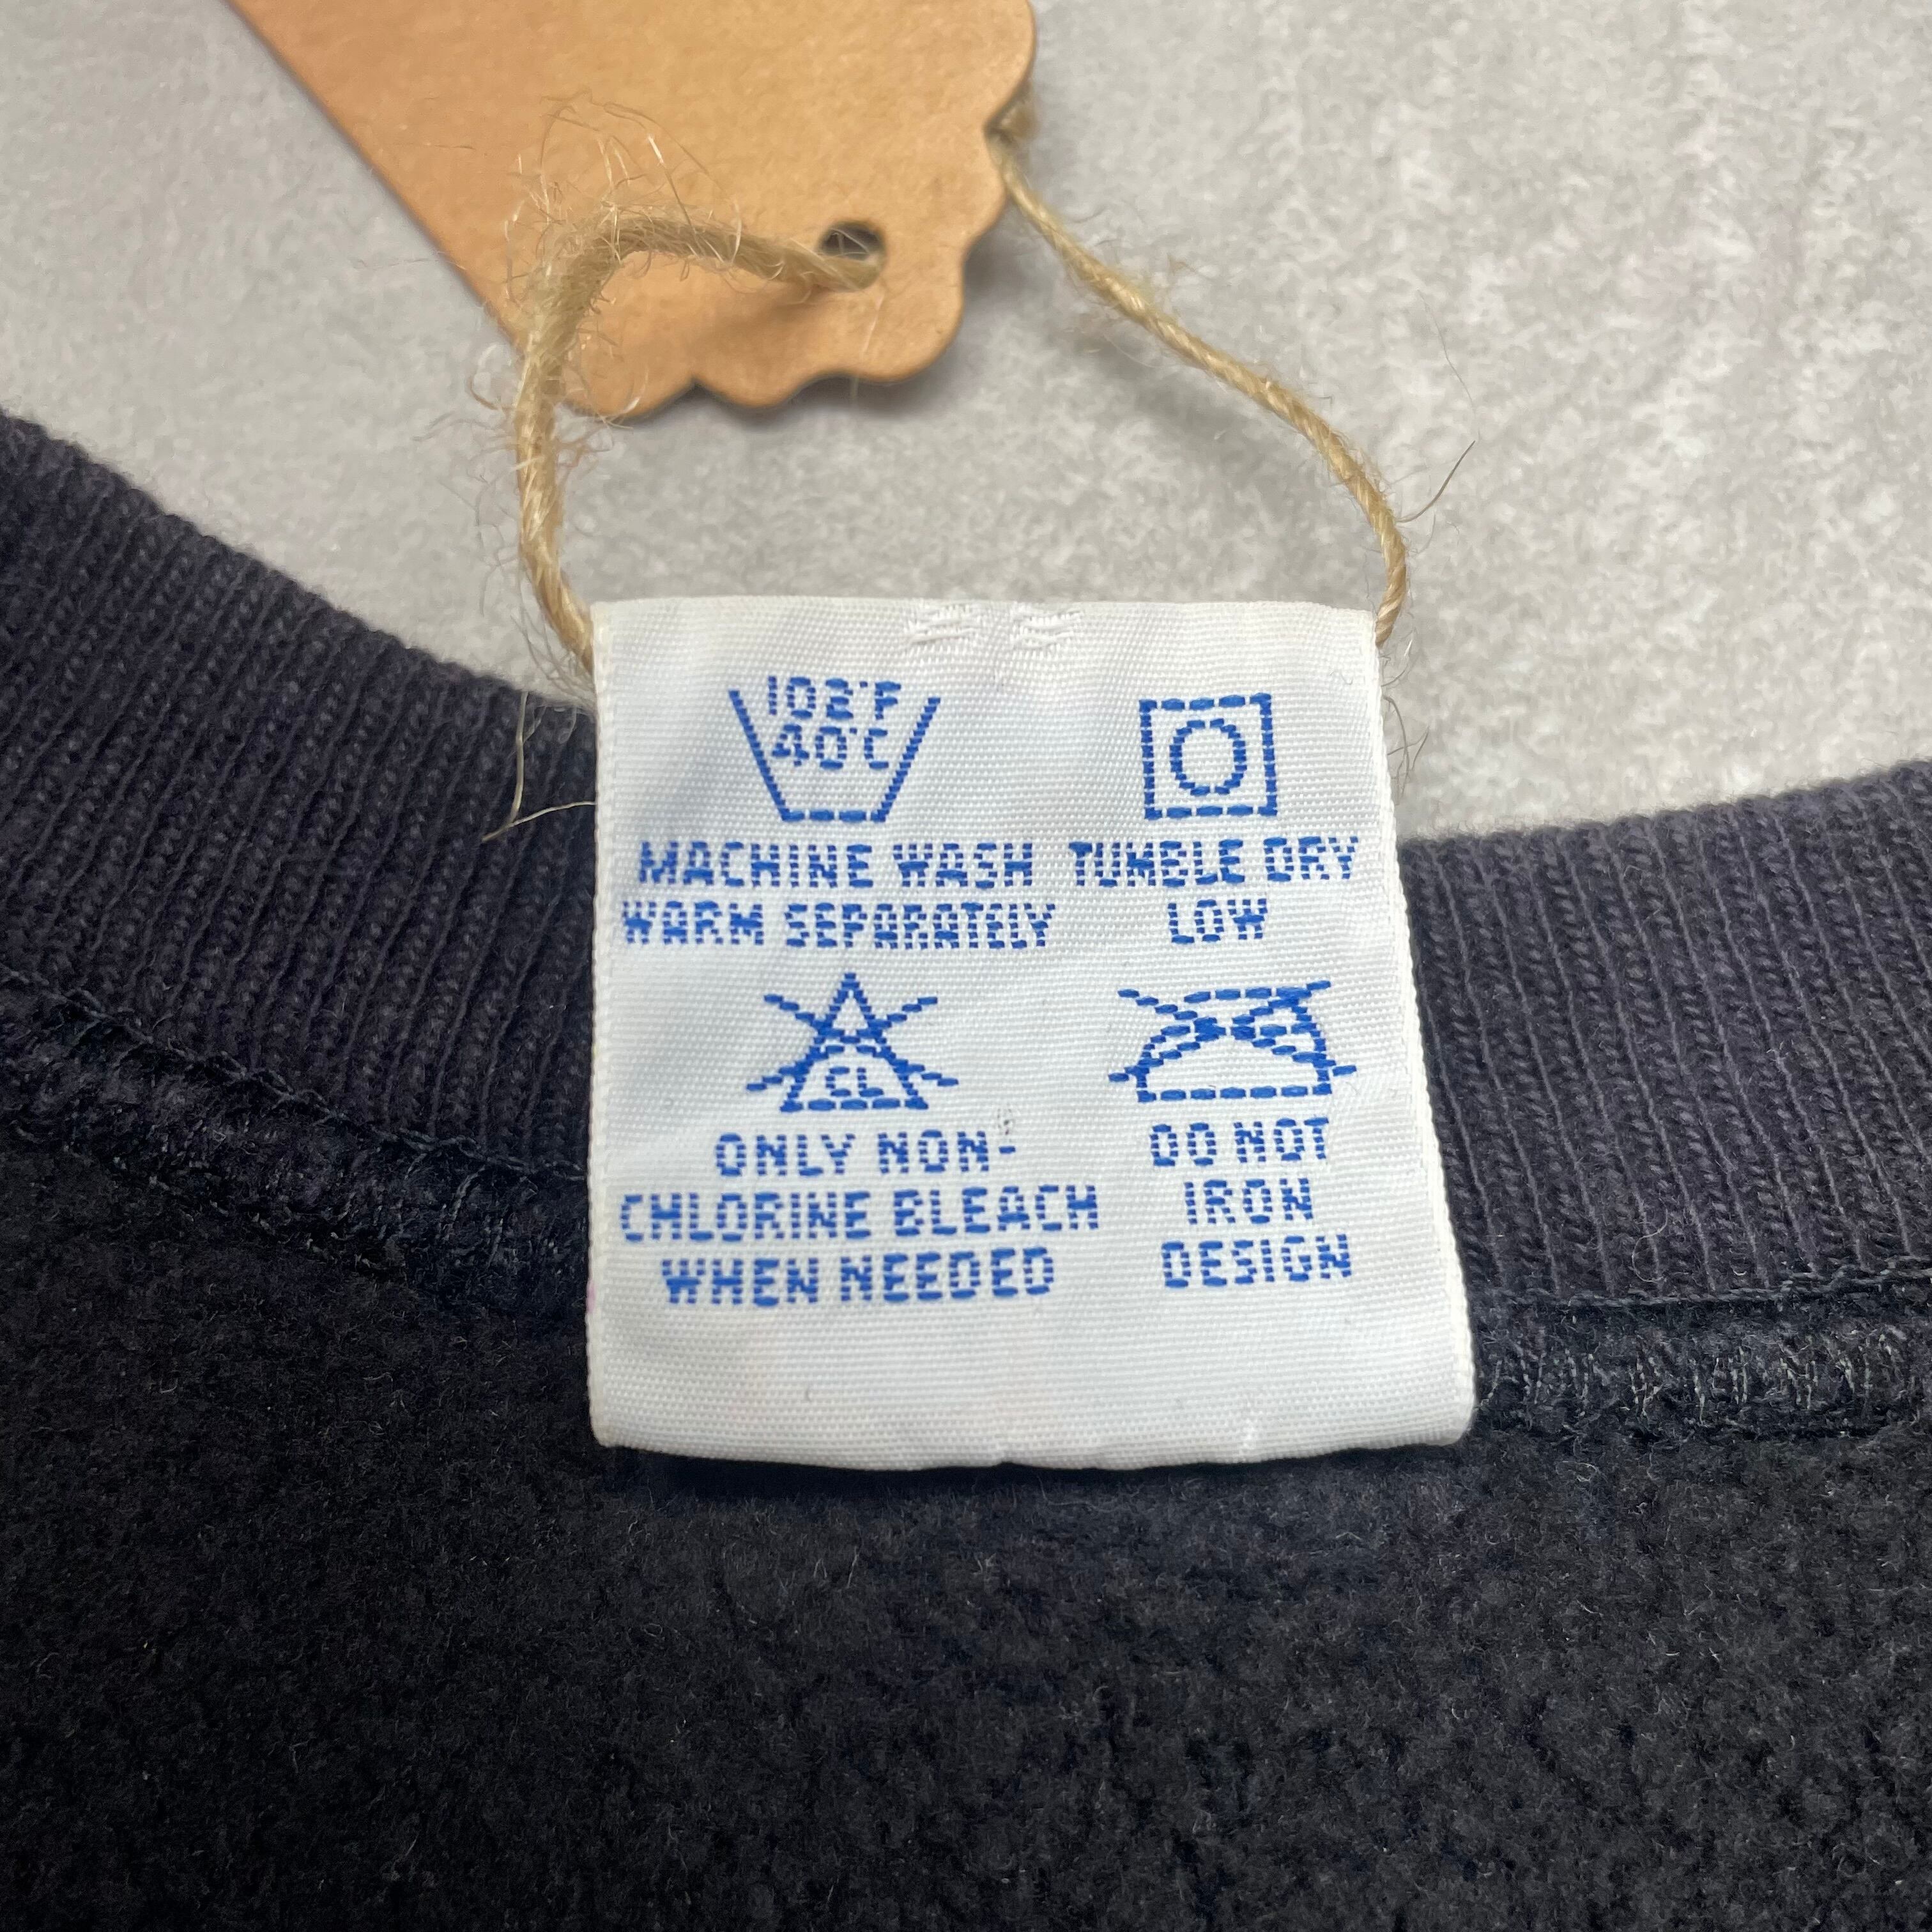 102°F
40°C
MACHINE WASH
WARM SEPARATELY
TUMBLE DRY
LOW
CL
ONLY NON-
CHLORINE BLEACH
WHEN NEEDED
DO NOT
IRON
DESIGN